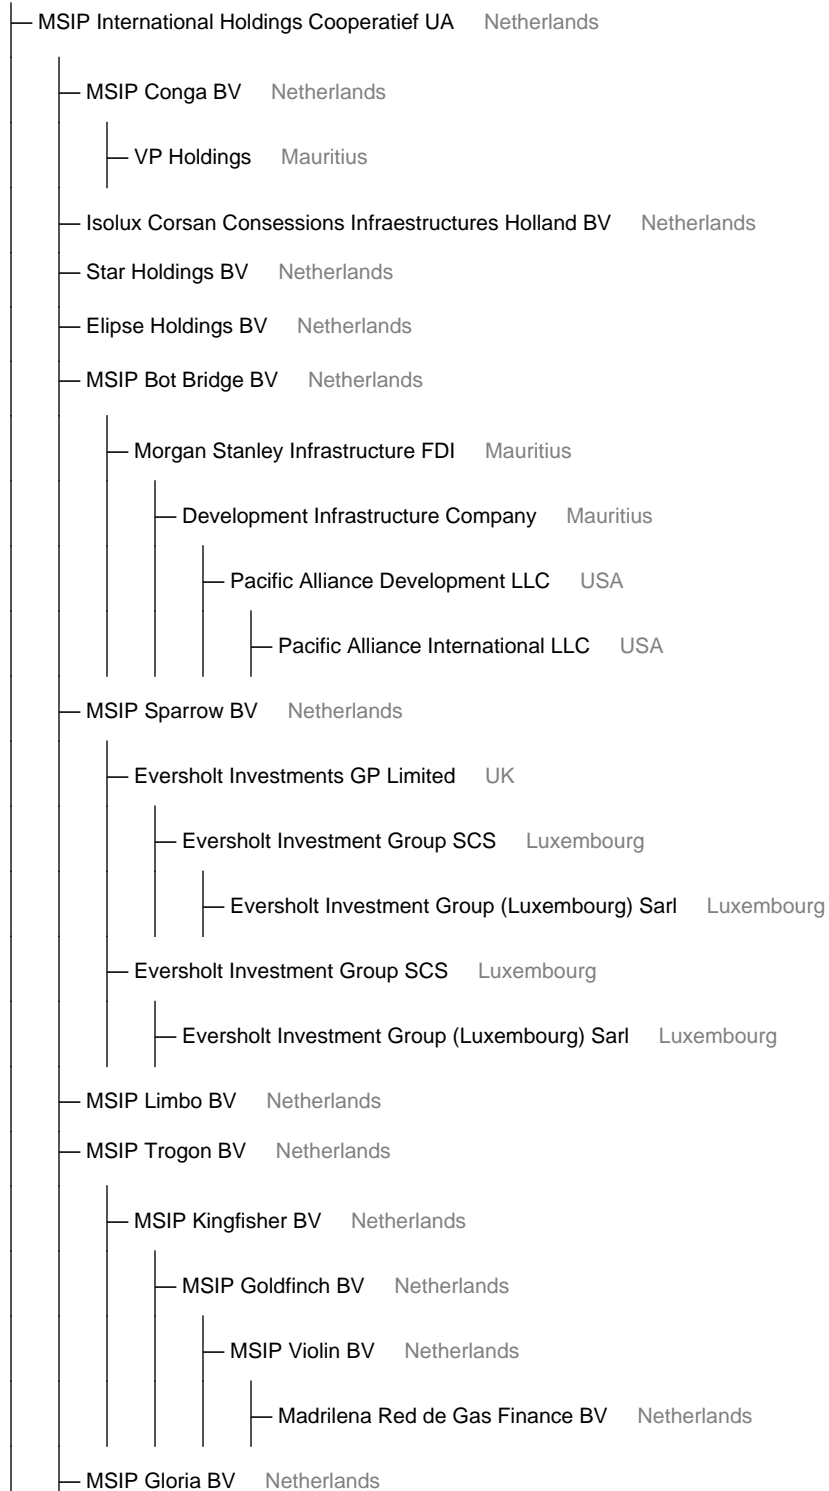 MSIP International Holdings Cooperatief UA Netherlands
MSIP Conga BV Netherlands
VP Holdings Mauritius
Isolux Corsan Consessions Infraestructures Holland BV Netherlands
Star Holdings BV Netherlands
Elipse Holdings BV Netherlands
MSIP Bot Bridge BV Netherlands
Morgan Stanley Infrastructure FDI Mauritius
Development Infrastructure Company Mauritius
Pacific Alliance Development LLC USA
Pacific Alliance International LLC USA
MSIP Sparrow BV Netherlands
Eversholt Investments GP Limited UK
Eversholt Investment Group SCS Luxembourg
Eversholt Investment Group (Luxembourg) Sarl Luxembourg
Eversholt Investment Group SCS Luxembourg
Eversholt Investment Group (Luxembourg) Sarl Luxembourg
MSIP Limbo BV Netherlands
MSIP Trogon BV Netherlands
MSIP Kingfisher BV Netherlands
MSIP Goldfinch BV Netherlands
MSIP Violin BV Netherlands
Madrilena Red de Gas Finance BV Netherlands
MSIP Gloria BV Netherlands